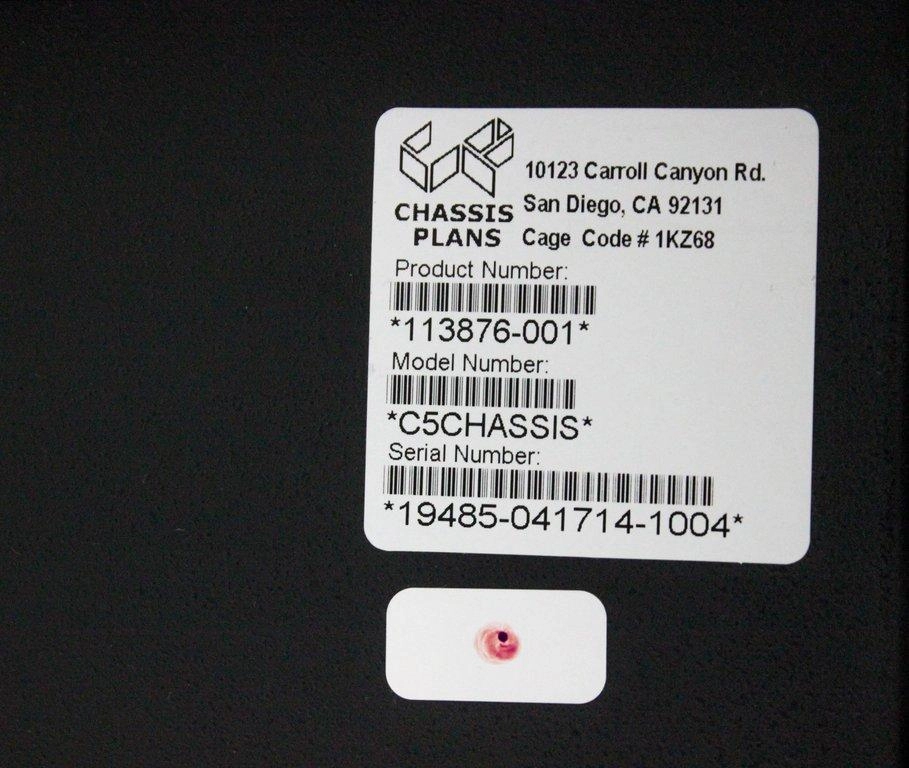 CHASSIS
PLANS
10123 Carroll Canyon Rd.
San Diego, CA 92131
Cage Code # 1KZ68
Product Number:
*113876-001*
Model Number:
*C5CHASSIS*
Serial Number:
*19485-041714-1004*